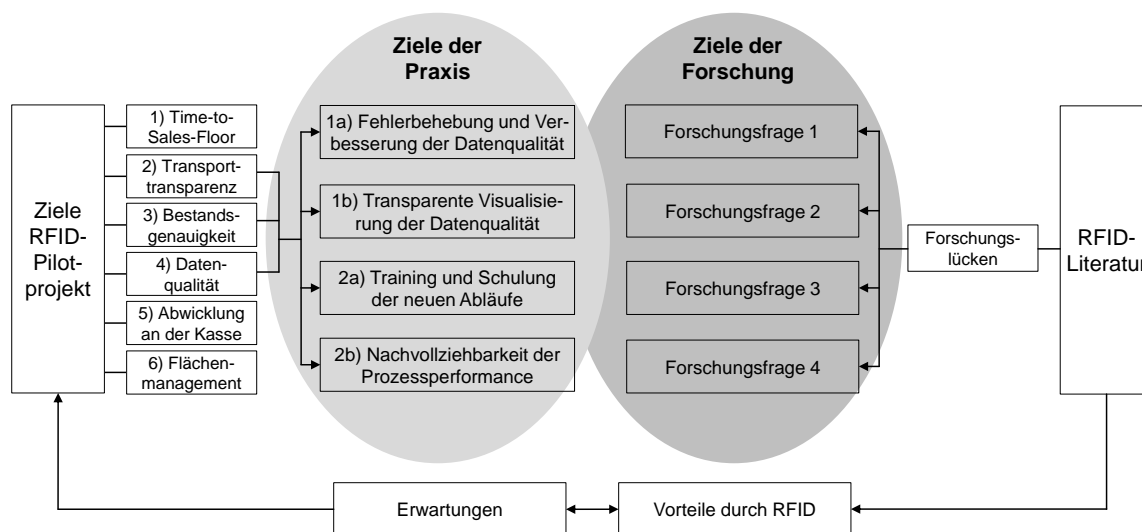 Ziele der
Praxis
Ziele der
Forschung
Ziele
RFID-
Pilot-
projekt
1) Time-to-
Sales-Floor
2) Transport-
transparenz
3) Bestands-
genauigkeit
4) Daten-
qualität
5) Abwicklung
an der Kasse
6) Flächen-
management
1a) Fehlerbehebung und Ver-
besserung der Datenqualität
1b) Transparente Visualisie-
rung der Datenqualität
2a) Training und Schulung
der neuen Abläufe
2b) Nachvollziehbarkeit der
Prozessperformance
Forschungsfrage 1
Forschungsfrage 2
Forschungsfrage 3
Forschungsfrage 4
Forschungs-
lücken
RFID-
Literatur
Erwartungen
Vorteile durch RFID